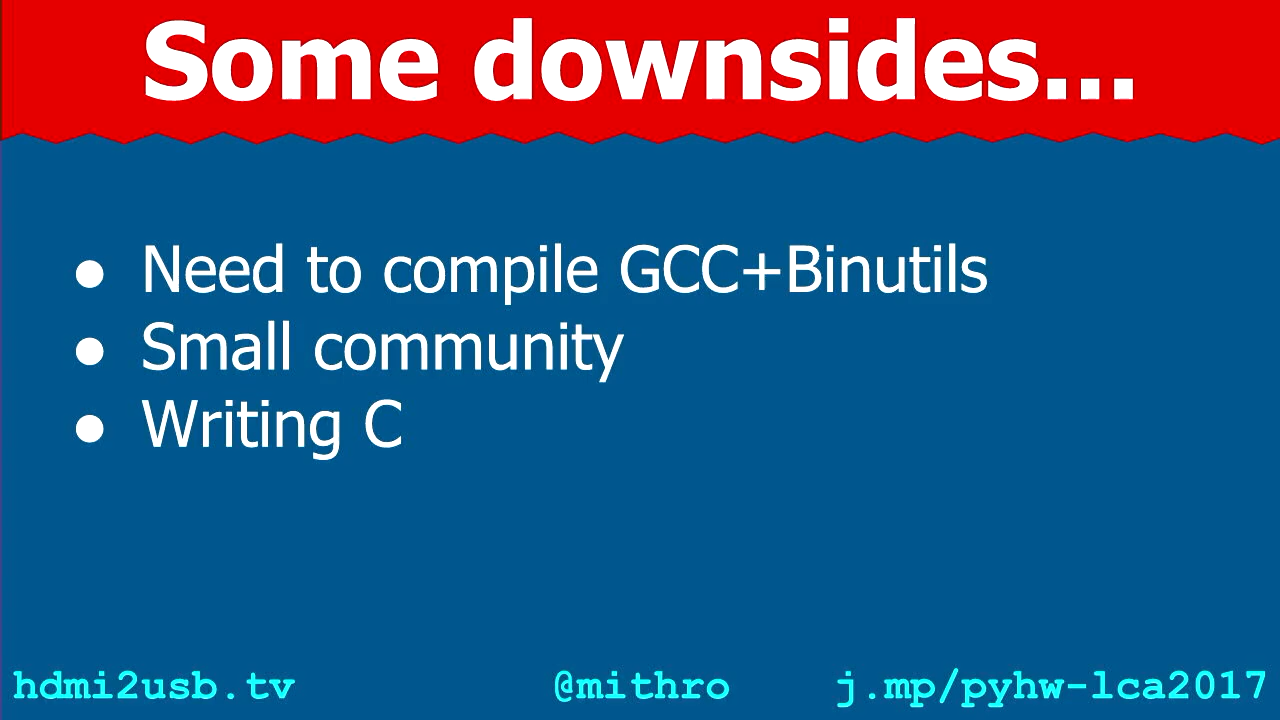 Some downsides...
● Need to compile GCC+Binutils
● Small community
● Writing C
hdmi2usb.tv @mithro j.mp/pyhw-lca2017